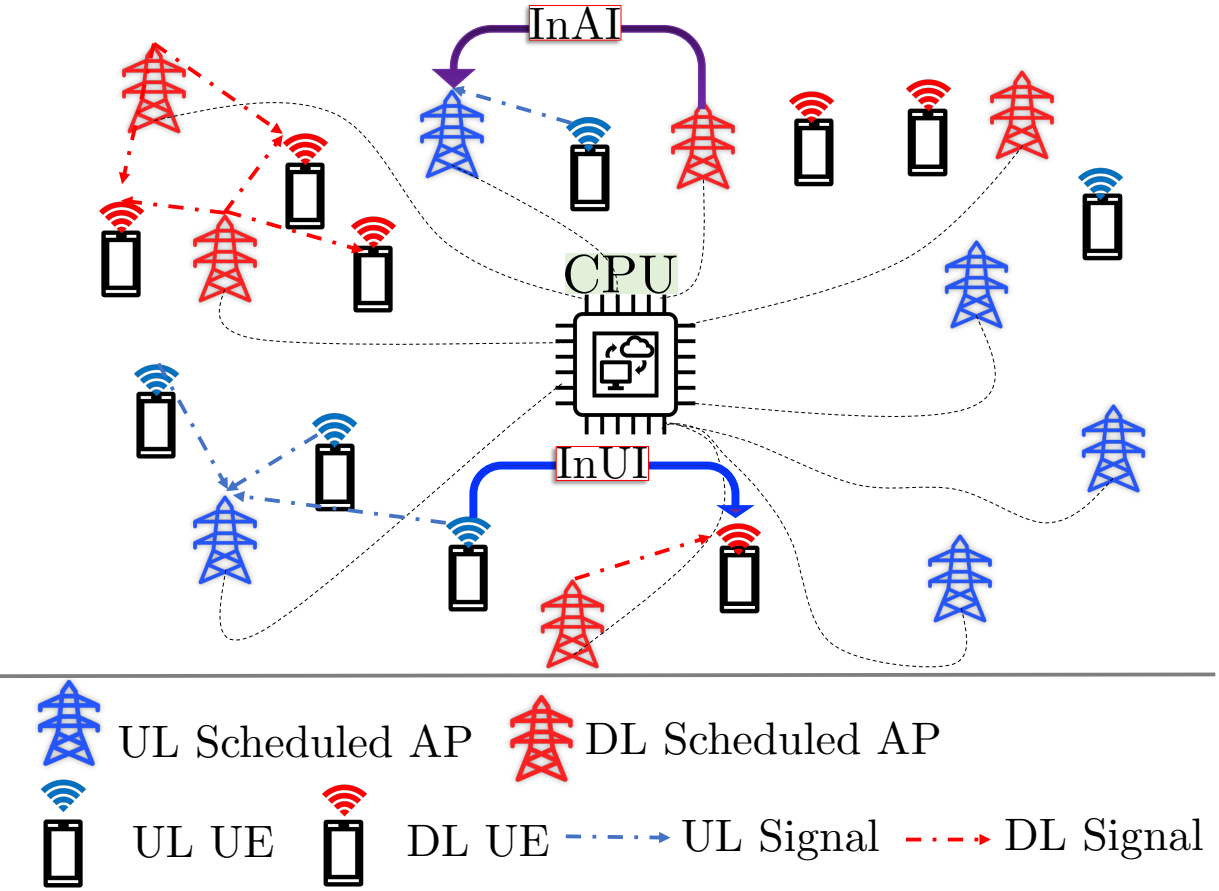 InAI
CPU
InUI
UL Scheduled AP
DL Scheduled AP
UL UE
DL UE
UL Signal
DL Signal